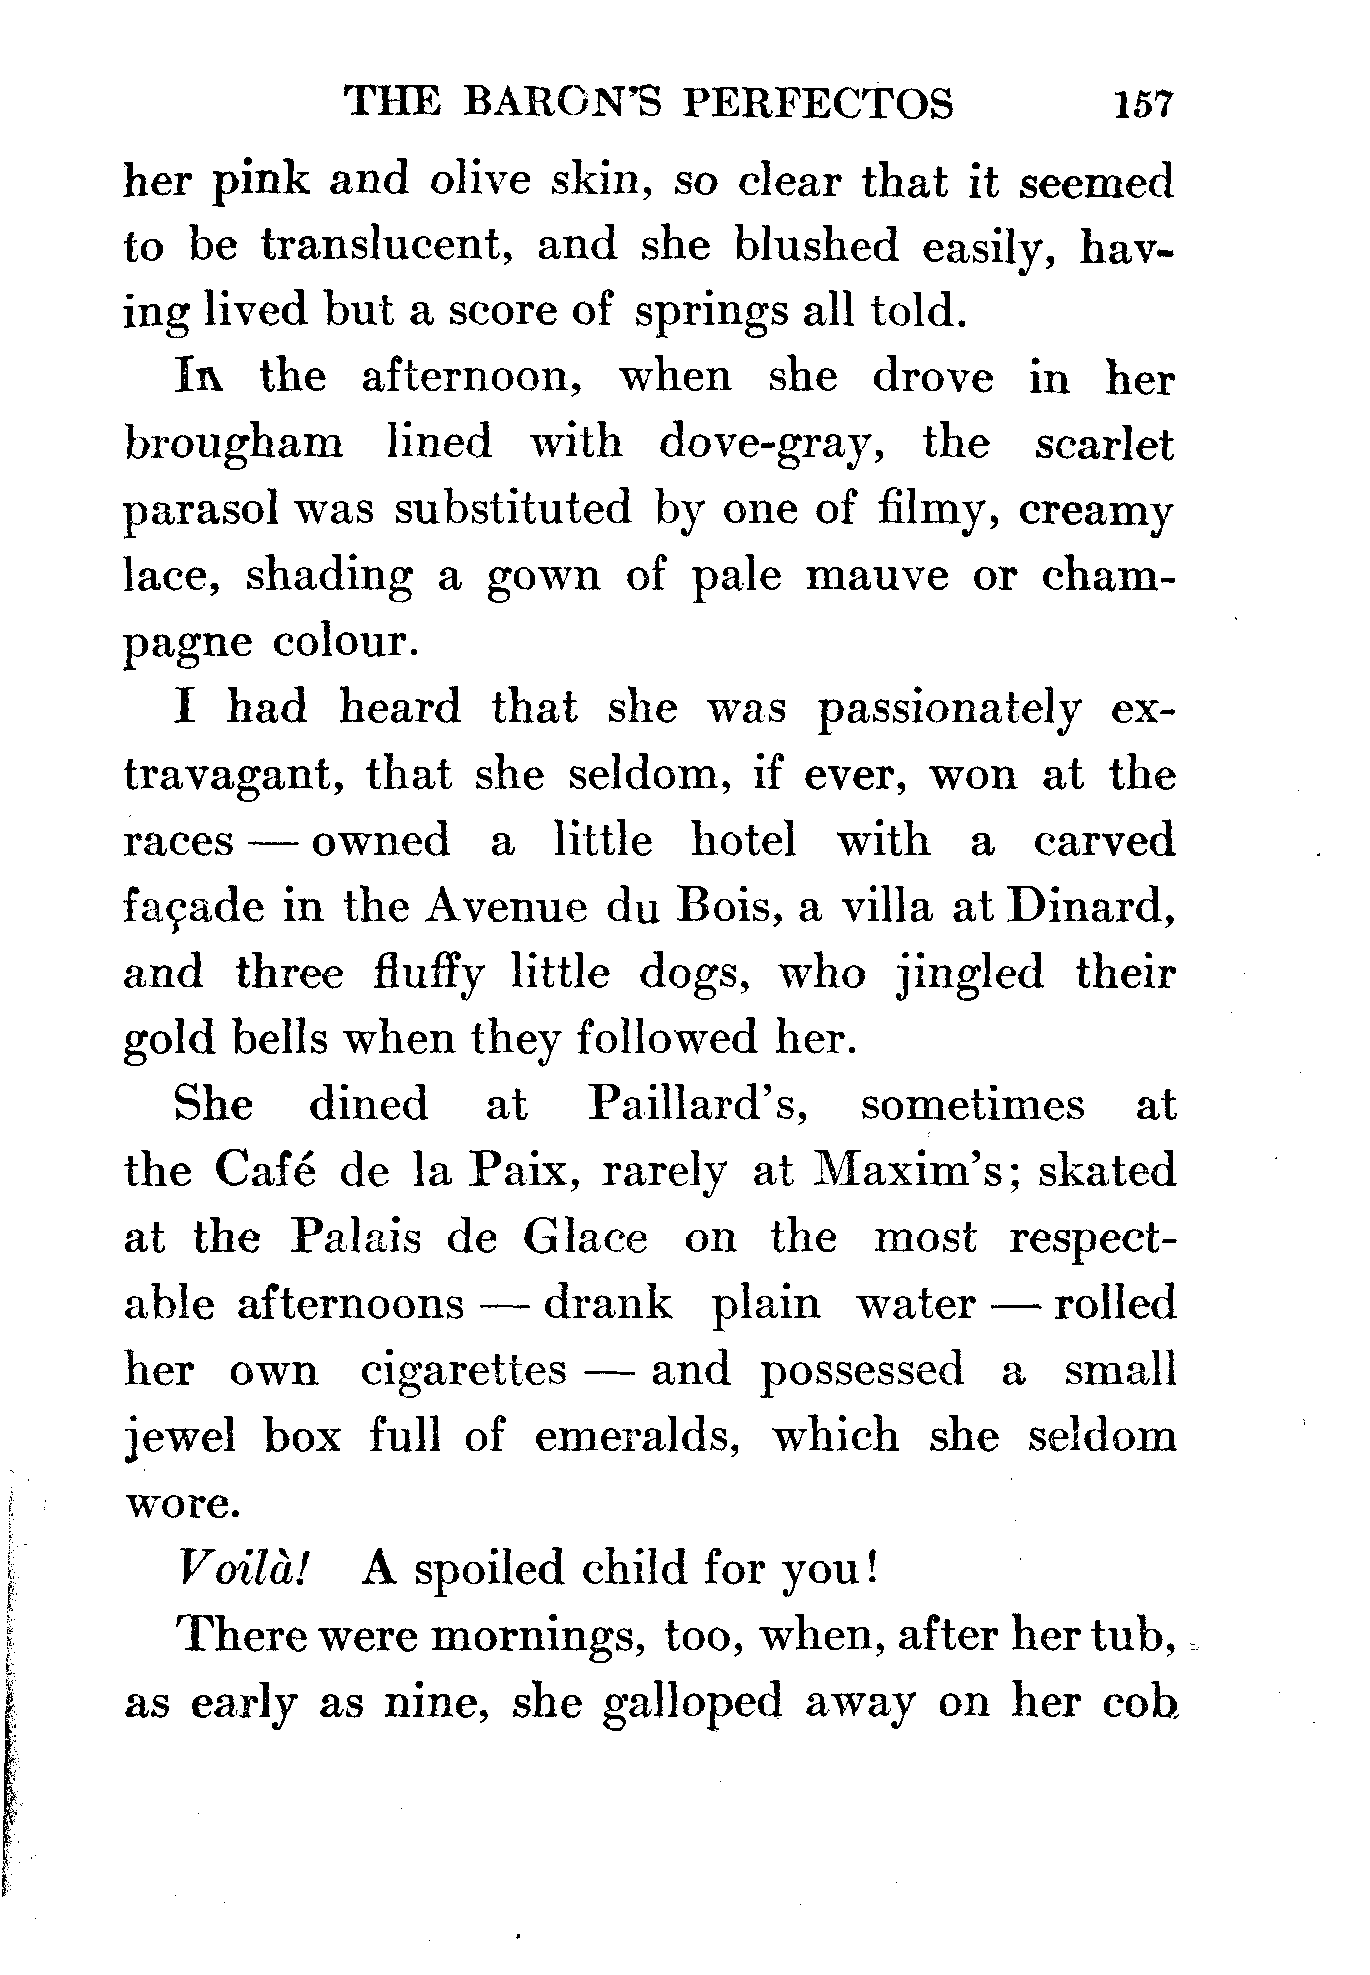 THE BARON'S PERFECTOS 157
her pink and olive skin, so clear that it seemed
to be translucent, and she blushed easily, hav-
ing lived but a score of springs all told.
In the afternoon, when she drove in her
brougham lined with dove-gray, the scarlet
parasol was substituted by one of filmy, creamy
lace, shading a gown of pale mauve or cham-
pagne colour.
I had heard that she was passionately ex-
travagant, that she seldom, if ever, won at the
races — owned a little hotel with a carved
façade in the Avenue du Bois, a villa at Dinard,
and three fluffy little dogs, who jingled their
gold bells when they followed her.
She dined at Paillard's, sometimes at
the Café de la Paix, rarely at Maxim's; skated
at the Palais de Glace on the most respect-
able afternoons — drank plain water — rolled
her own cigarettes — and possessed a small
jewel box full of emeralds, which she seldom
wore.
Voilà! A spoiled child for you!
There were mornings, too, when, after her tub,
as early as nine, she galloped away on her cob